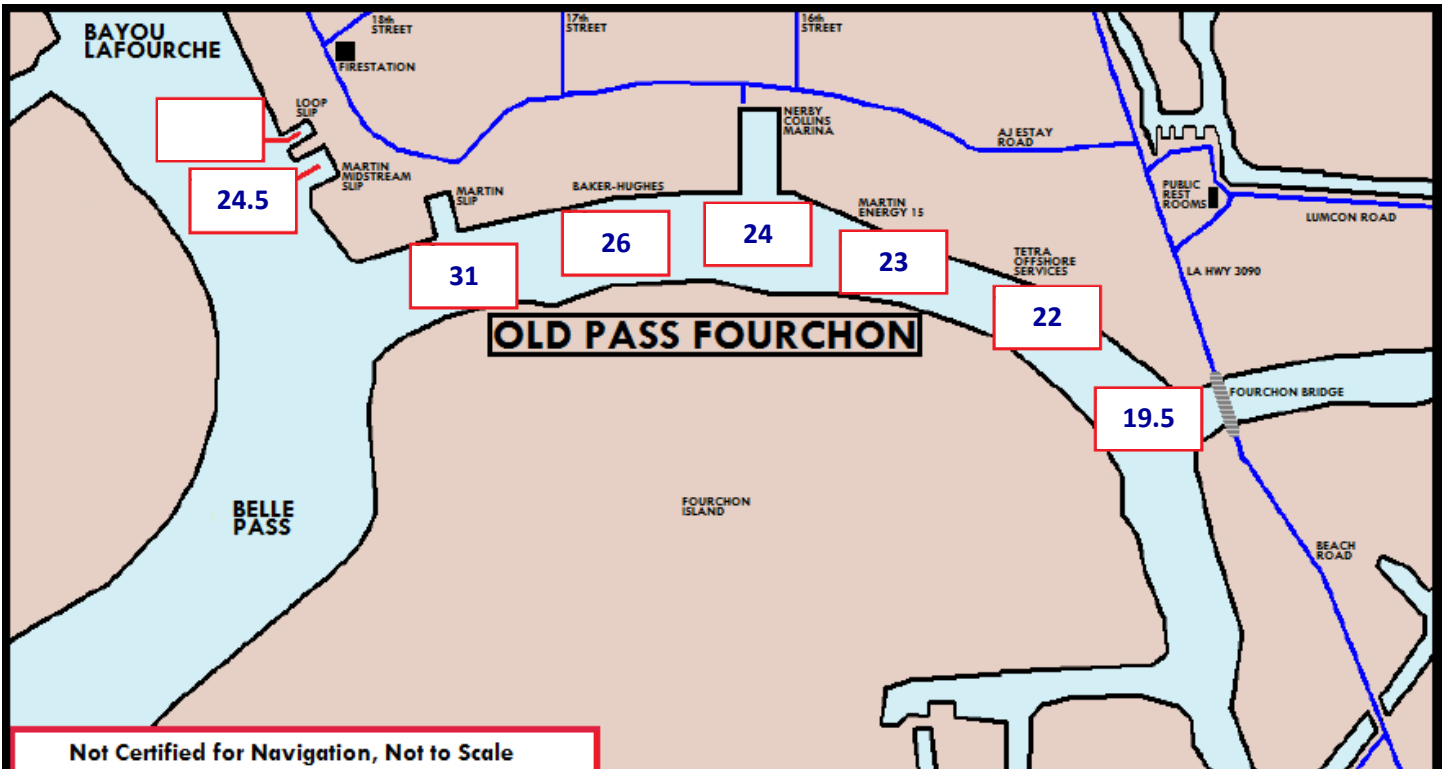 BAYOU
LAFOURCHE
18th
STREET
17th
STREET
16th
STREET
FIRESTATION
LOOP
SLIP
MARTIN
MIDSTREAM
SLIP
24.5
MARTIN
SLIP
31
BAKER-HUGHES
26
NERBY
COLLINS
MARINA
24
MARTIN
ENERGY 15
23
AJ ESTAY
ROAD
PUBLIC
REST
ROOMS
LUMCON ROAD
TETRA
OFFSHORE
SERVICES
22
LA HWY 3090
OLD PASS FOURCHON
19.5
FOURCHON BRIDGE
BELLE
PASS
FOURCHON
ISLAND
BEACH
ROAD
Not Certified for Navigation, Not to Scale